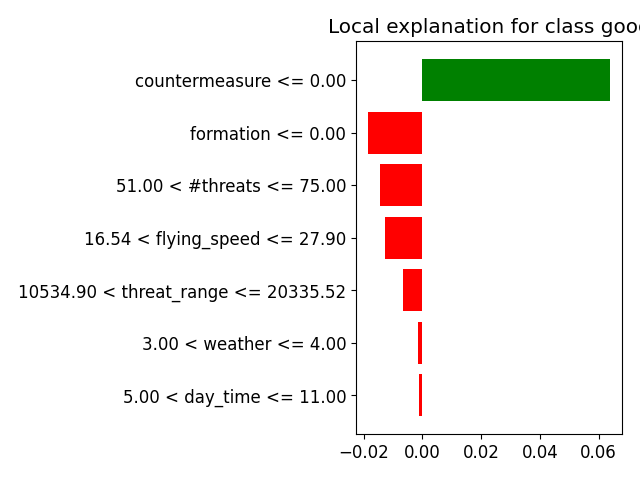 Local explanation for class goo
countermeasure <= 0.00
formation <= 0.00
51.00 < #threats <= 75.00
16.54 < flying_speed <= 27.90
10534.90 < threat_range <= 20335.52
3.00 < weather <= 4.00
5.00 < day_time <= 11.00
−0.02 0.00 0.02 0.04 0.06